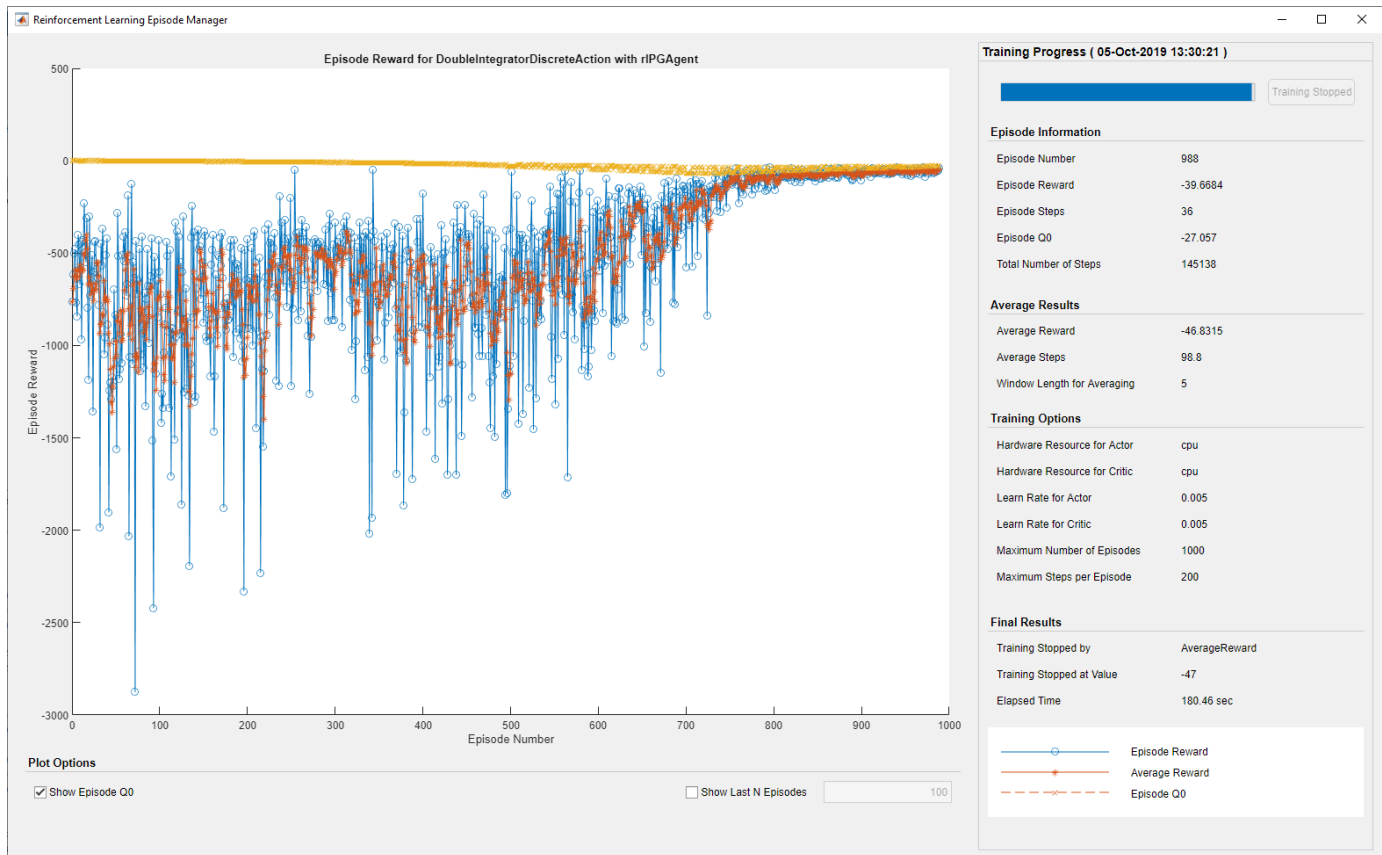 Reinforcement Learning Episode Manager
Episode Reward for DoubleIntegratorDiscreteAction with rlPGAgent
500
0
-500
-1000
-1500
-2000
-2500
-3000
Episode Reward
0 100 200 300 400 500 600 700 800 900 1000
Episode Number
Plot Options
Show Episode Q0
Show Last N Episodes 100
Training Progress ( 05-Oct-2019 13:30:21 )
Training Stopped
Episode Information
Episode Number 988
Episode Reward -39.6684
Episode Steps 36
Episode Q0 -27.057
Total Number of Steps 145138
Average Results
Average Reward -46.8315
Average Steps 98.8
Window Length for Averaging 5
Training Options
Hardware Resource for Actor cpu
Hardware Resource for Critic cpu
Learn Rate for Actor 0.005
Learn Rate for Critic 0.005
Maximum Number of Episodes 1000
Maximum Steps per Episode 200
Final Results
Training Stopped by AverageReward
Training Stopped at Value -47
Elapsed Time 180.46 sec
Episode Reward
Average Reward
Episode Q0